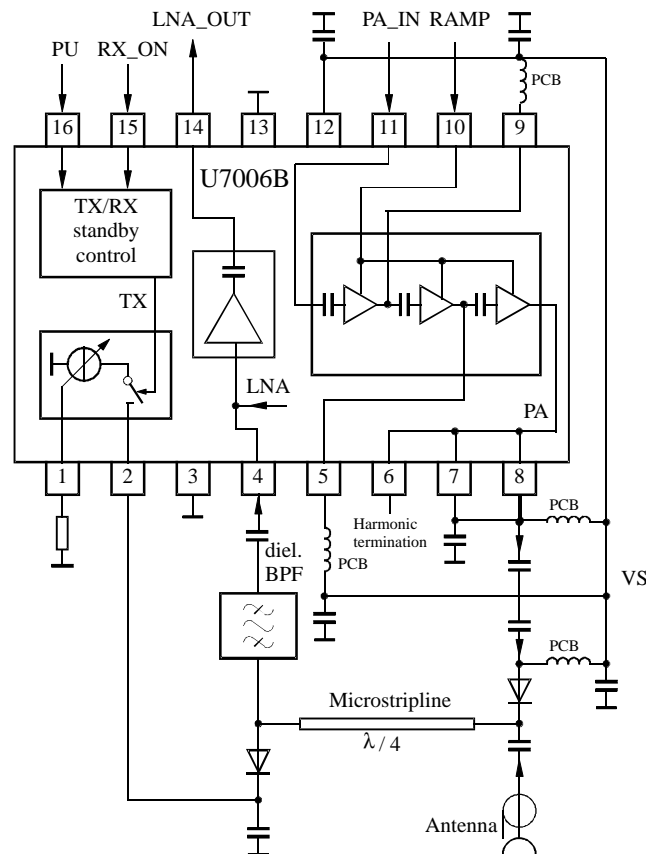 LNA_OUT
PA_IN RAMP
PU
RX_ON
PCB
16
15
14
13
12
11
10
9
U7006B
TX/RX
standby
control
TX
LNA
PA
1
2
3
4
5
6
7
8
Harmonic
termination
PCB
diel.
BPF
PCB
VS
PCB
Microstripline
λ/4
Antenna